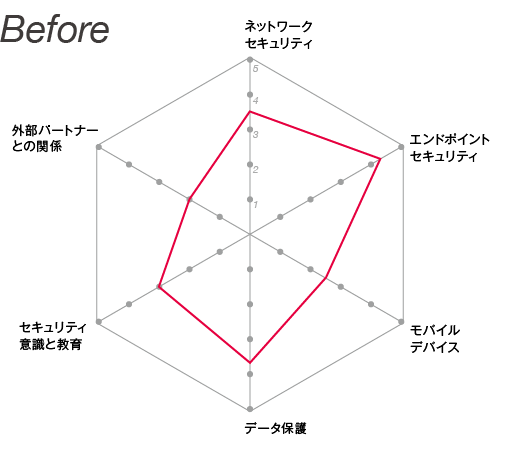 Before
ネットワーク
セキュリティ
5
4
3
2
1
外部パートナー
との関係
エンドポイント
セキュリティ
セキュリティ
意識と教育
モバイル
デバイス
データ保護